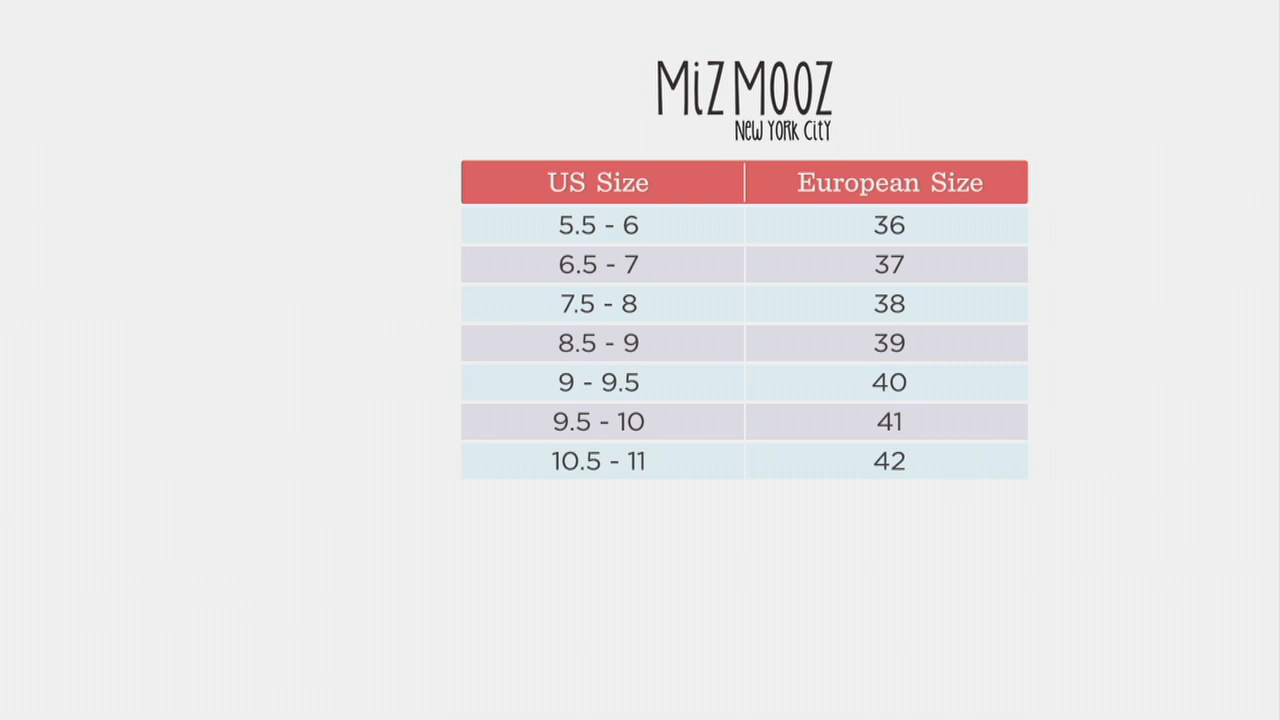 MiZ MOOZ
NEW YORK CiTY
US Size European Size
5.5 - 6 36
6.5 - 7 37
7.5 - 8 38
8.5 - 9 39
9 - 9.5 40
9.5 - 10 41
10.5 - 11 42